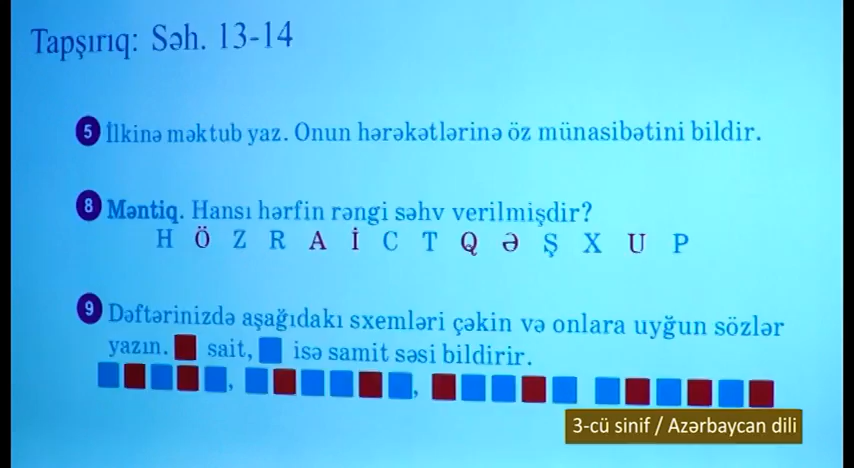 Tapşırıq: Səh. 13-14
5 İlkinə məktub yaz. Onun hərəkətlərinə öz münasibətini bildir.
8 Məntiq. Hansı hərfin rəngi səhv verilmişdir?
H Ö Z R A İ C T Q Ə Ş X U P
9 Dəftərinizdə aşağıdakı sxemləri çəkin və onlara uyğun sözlər
yazın. sait, isə samit səsi bildirir.
3-cü sinif / Azərbaycan dili